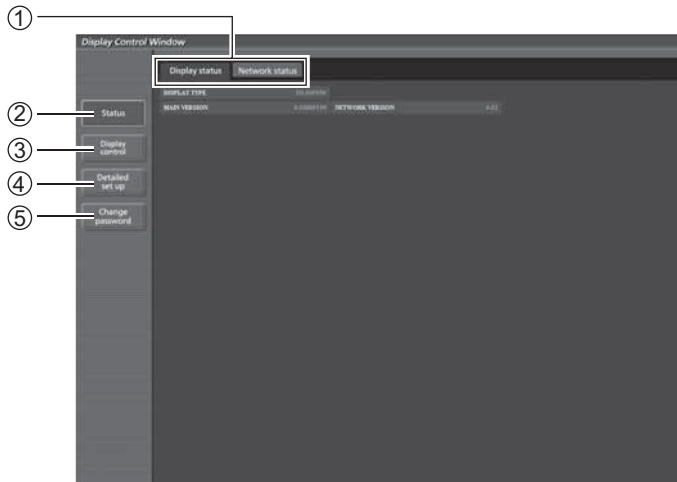 ①
Display Control Window
Display status Network status
DISPLAY TYPE
MAIN VERSION NETWORK VERSION
② Status
③ Display
control
④ Detailed
set up
⑤ Change
password